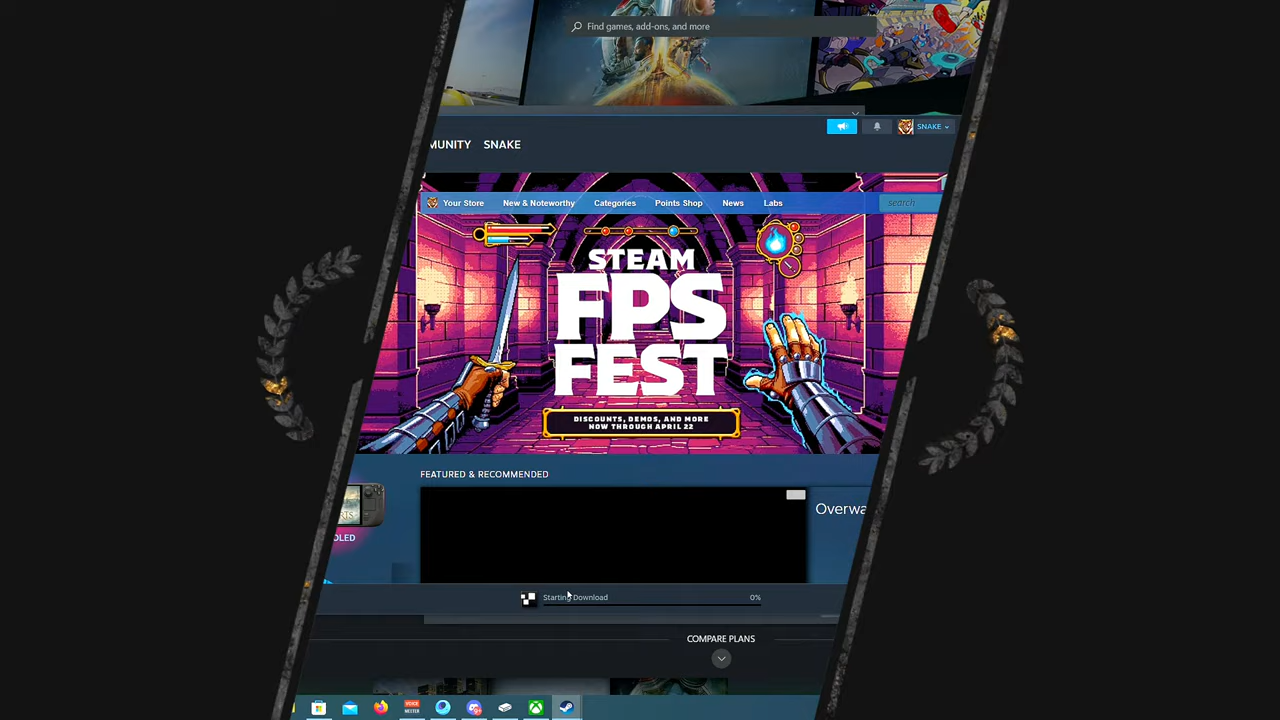 Find games, add-ons, and more
MUNITY SNAKE
SNAKE
Your Store New & Noteworthy Categories Points Shop News Labs
search
STEAM
FPS
FEST
DISCOUNTS, DEMOS, AND MORE
NOW THROUGH APRIL 22
FEATURED & RECOMMENDED
Overwa
Starting Download 0%
COMPARE PLANS